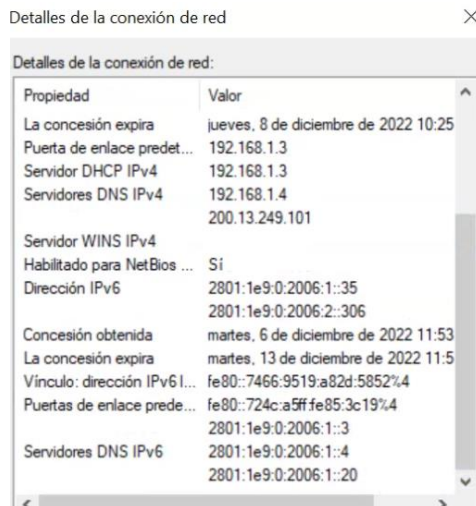 Detalles de la conexión de red
Detalles de la conexión de red:
Propiedad Valor
La concesión expira jueves, 8 de diciembre de 2022 10:25
Puerta de enlace predet... 192.168.1.3
Servidor DHCP IPv4 192.168.1.3
Servidores DNS IPv4 192.168.1.4
200.13.249.101
Servidor WINS IPv4
Habilitado para NetBios ... Sí
Dirección IPv6 2801:1e9:0:2006:1::35
2801:1e9:0:2006:2::306
Concesión obtenida martes, 6 de diciembre de 2022 11:53
La concesión expira martes, 13 de diciembre de 2022 11:5
Vínculo: dirección IPv6 l... fe80::7466:9519:a82d:5852%4
Puertas de enlace prede... fe80::724c:a5ff:fe85:3c19%4
2801:1e9:0:2006:1::3
Servidores DNS IPv6 2801:1e9:0:2006:1::4
2801:1e9:0:2006:1::20